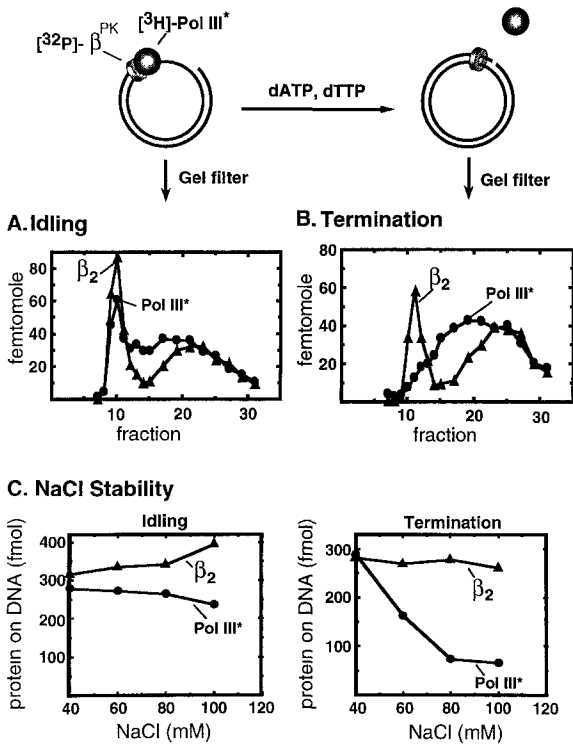 [³H]-Pol III*
[³²P]- β^PK
dATP, dTTP
Gel filter
Gel filter
A. Idling
B. Termination
80
60
40
20
10
20
30
femtomole
fraction
β₂
Pol III*
80
60
40
20
10
20
30
femtomole
fraction
β₂
Pol III*
C. NaCl Stability
Idling
400
300
200
100
40
60
80
100
120
protein on DNA (fmol)
NaCl (mM)
β₂
Pol III*
Termination
300
200
100
40
60
80
100
120
protein on DNA (fmol)
NaCl (mM)
β₂
Pol III*